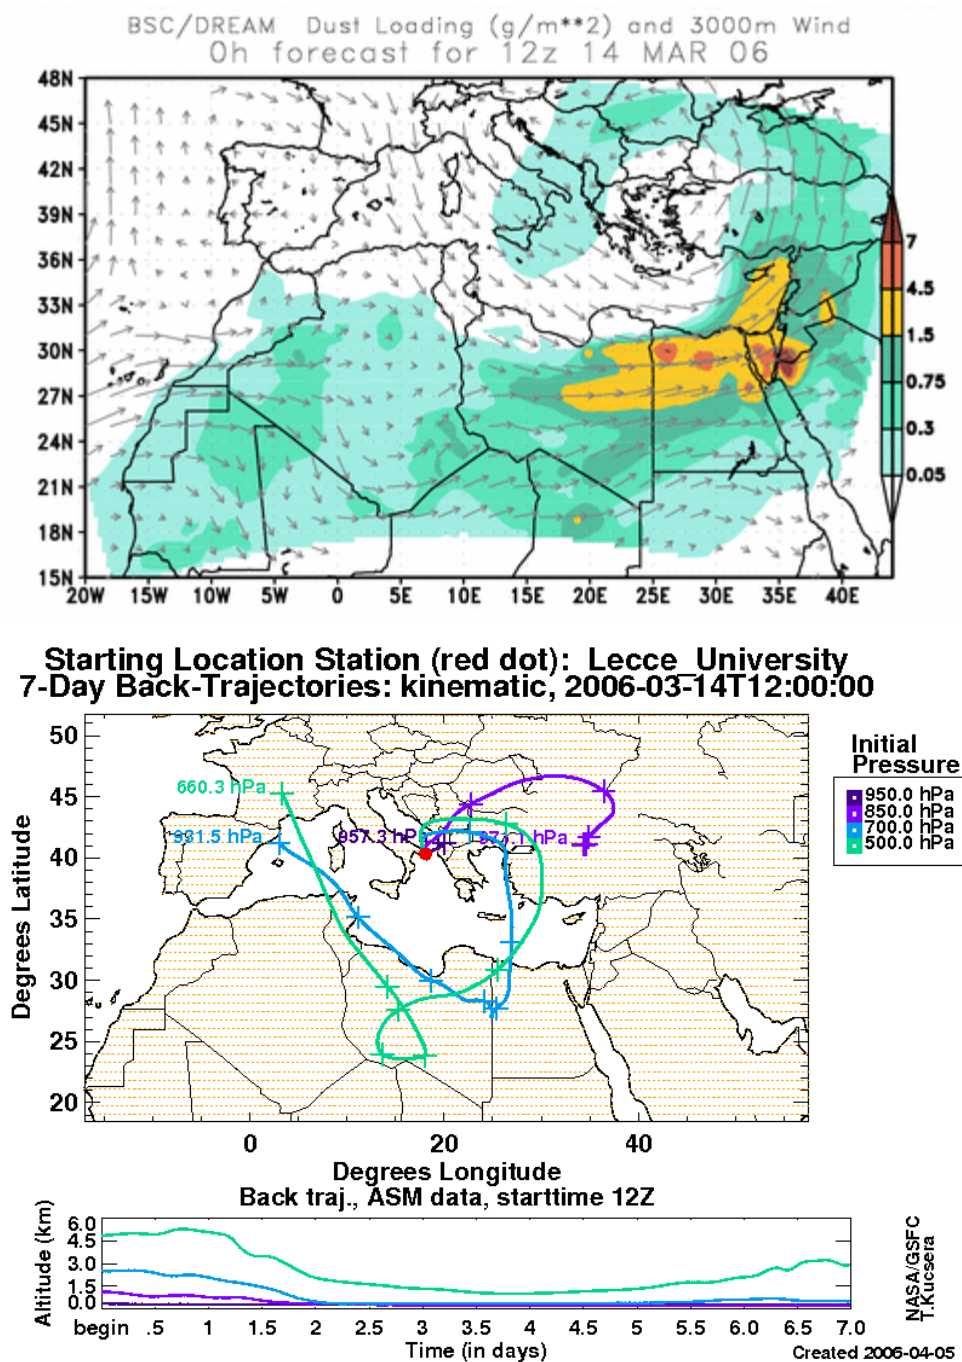 BSC/DREAM  Dust Loading (g/m**2) and 3000m Wind
0h forecast for 12z 14 MAR 06
48N
45N
42N
39N
36N
33N
30N
27N
24N
21N
18N
15N
20W 15W 10W 5W 0 5E 10E 15E 20E 25E 30E 35E 40E
7
4.5
1.5
0.75
0.3
0.05
Starting Location Station (red dot):  Lecce_University
7-Day Back-Trajectories: kinematic, 2006-03-14T12:00:00
50
45
40
35
30
25
20
Degrees Latitude
660.3 hPa
931.5 hPa
957.3 hPa
0 20 40
Degrees Longitude
Initial
Pressure
950.0 hPa
850.0 hPa
700.0 hPa
500.0 hPa
Back traj., ASM data, starttime 12Z
Altitude (km)
6.0
4.5
3.0
1.5
0.0
begin .5 1 1.5 2 2.5 3 3.5 4 4.5 5 5.5 6.0 6.5 7.0
Time (in days)
NASA/GSFC
T.Kucsera
Created 2006-04-05